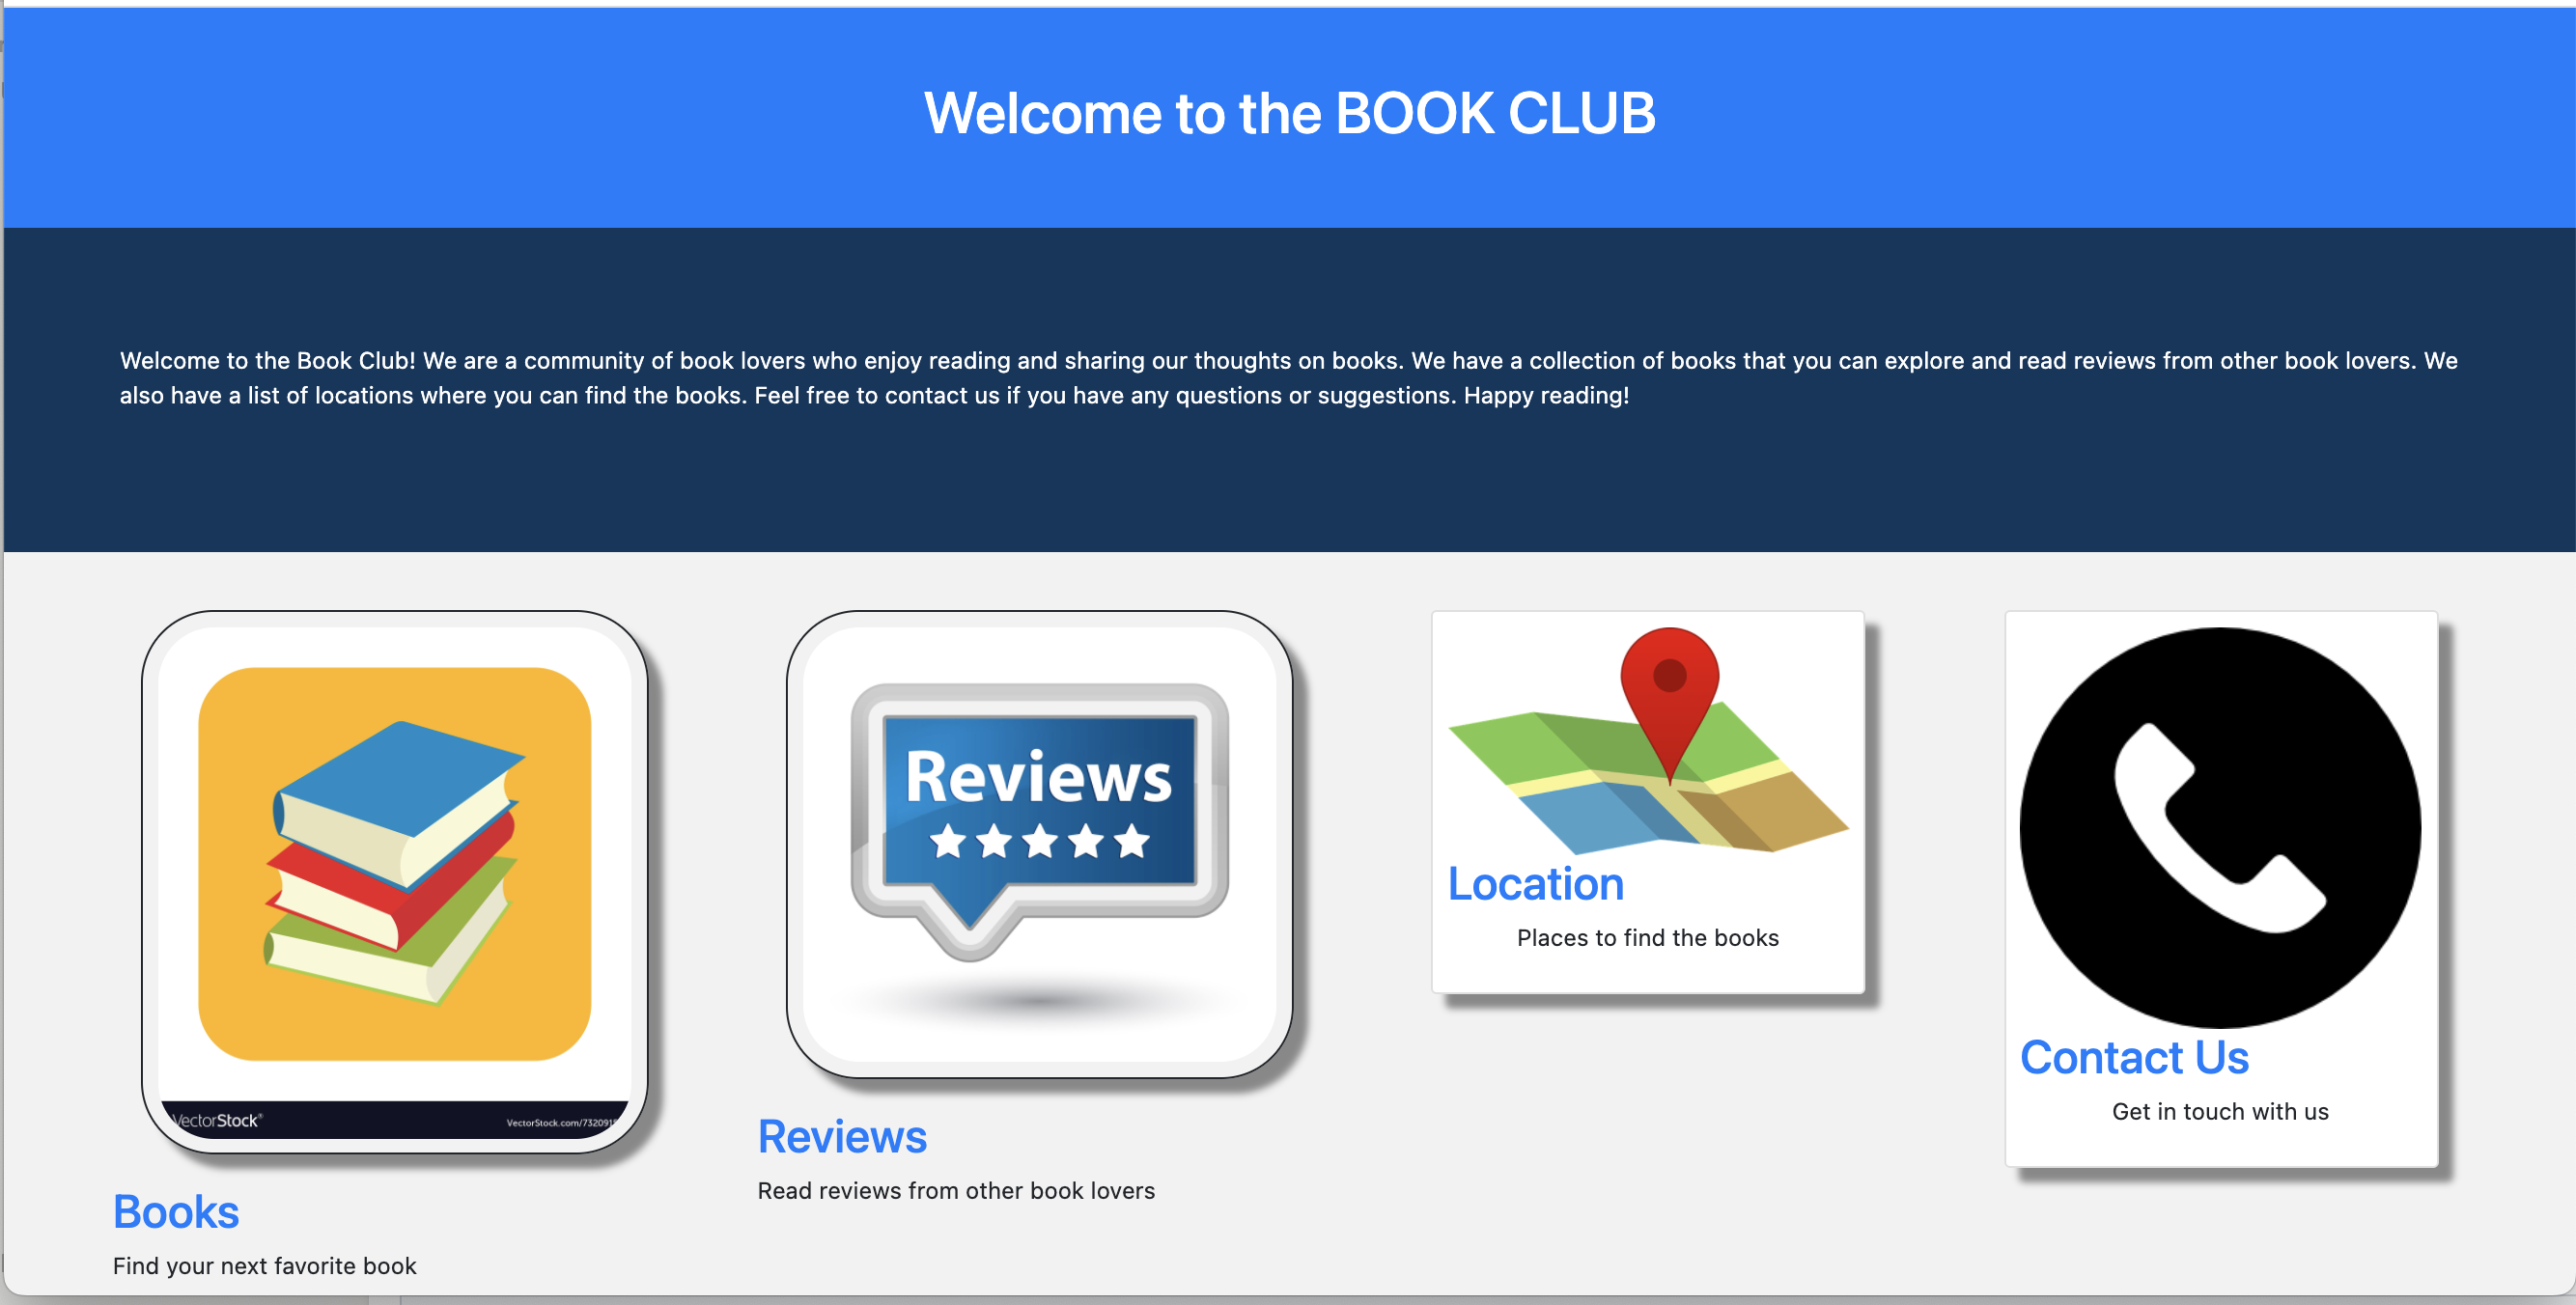 Welcome to the BOOK CLUB
Welcome to the Book Club! We are a community of book lovers who enjoy reading and sharing our thoughts on books. We have a collection of books that you can explore and read reviews from other book lovers. We
also have a list of locations where you can find the books. Feel free to contact us if you have any questions or suggestions. Happy reading!
VectorStock®
Books
Find your next favorite book
Reviews
Reviews
Read reviews from other book lovers
Location
Places to find the books
Contact Us
Get in touch with us